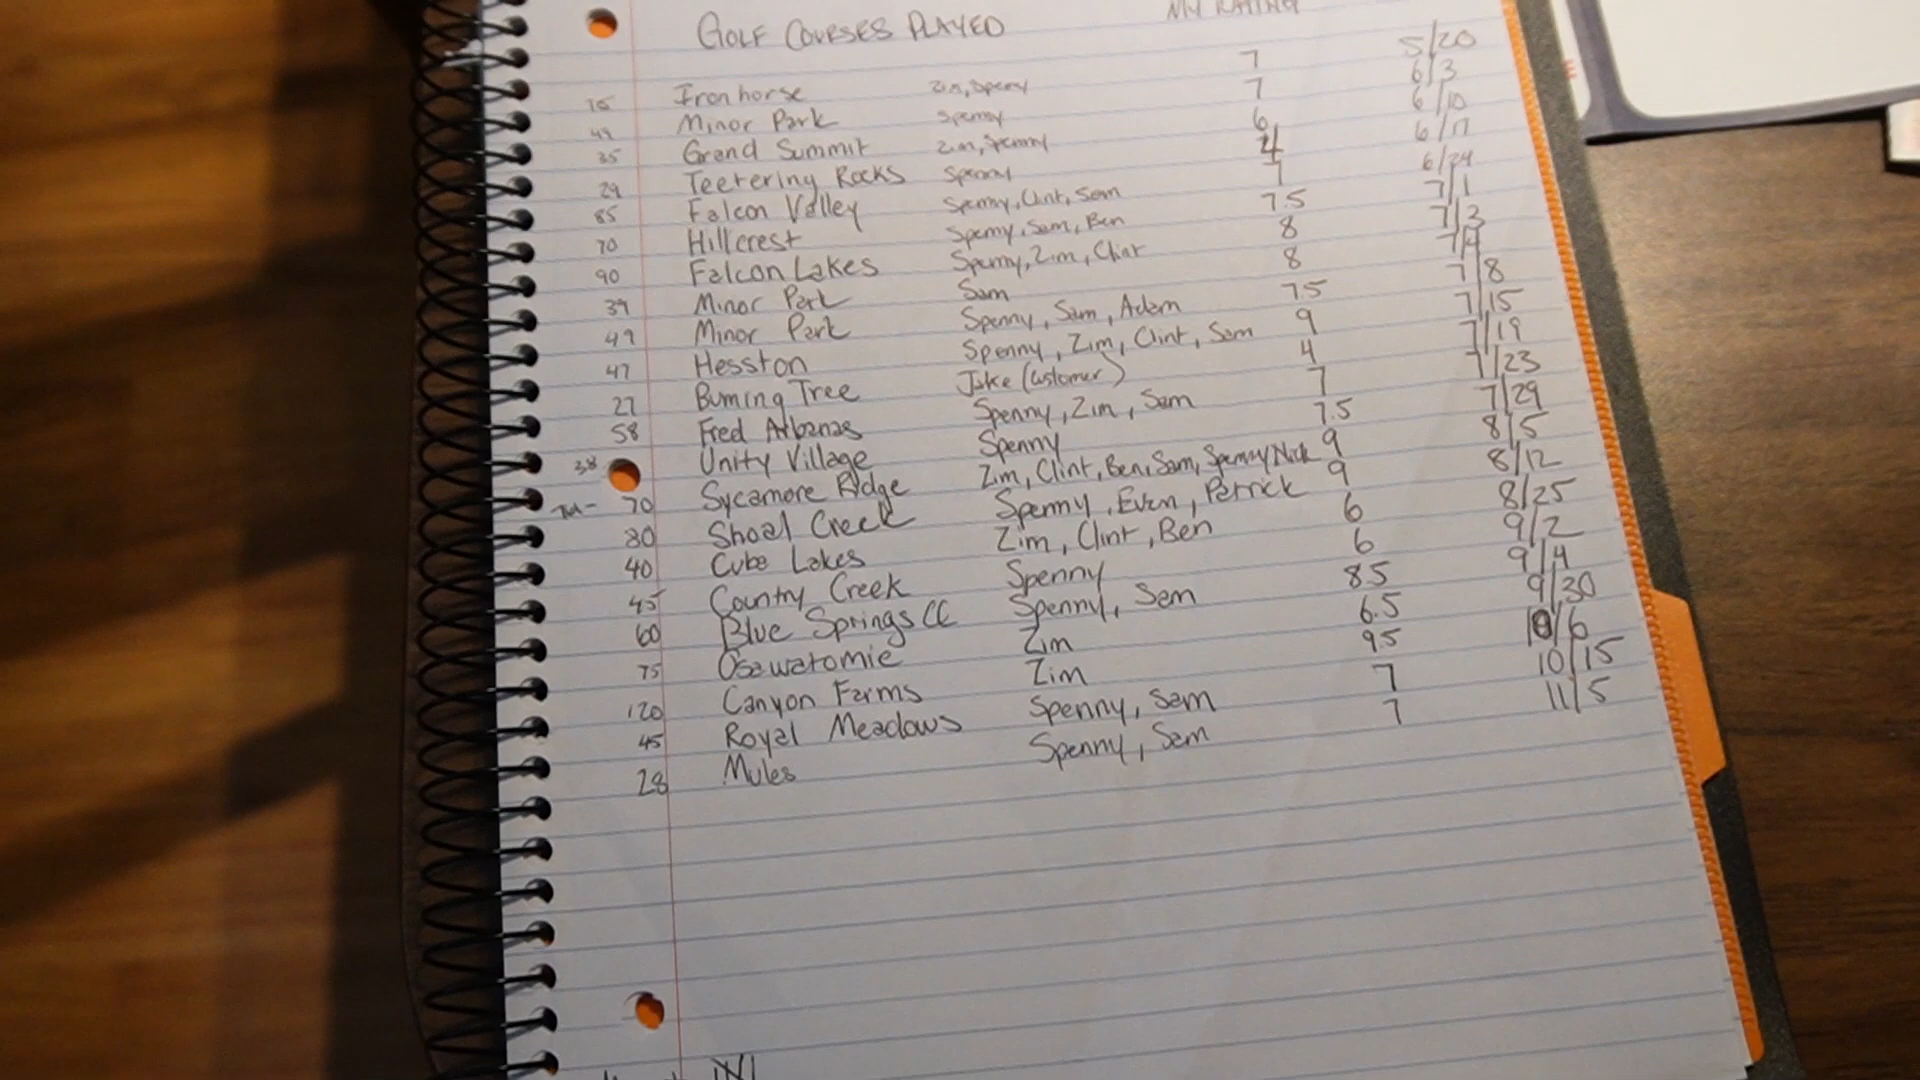 GOLF COURSES PLAYED MY RATING
75 Ironhorse Zim, Spenny 7 5/20
49 Minor Park Spenny 7 6/3
35 Grand Summit Zim, Spenny 6 6/10
29 Teetering Rocks Spenny 4 6/17
85 Falcon Valley Spenny, Clint, Sam 7 6/24
70 Hillcrest Spenny, Sam, Ben 7.5 7/1
90 Falcon Lakes Spenny, Zim, Clint 8 7/3
39 Minor Park Sam 8 7/4
49 Minor Park Spenny, Sam, Adam 7.5 7/8
47 Hesston Spenny, Zim, Clint, Sam 9 7/15
27 Burning Tree Jake (customer) 4 7/19
58 Fred Arbanas Spenny, Zim, Sam 7 7/23
38 Unity Village Spenny 7.5 7/29
70 Sycamore Ridge Zim, Clint, Ben, Sam, Spenny Nick 9 8/5
80 Shoal Creek Spenny, Evan, Patrick 9 8/12
40 Cuba Lakes Zim, Clint, Ben 6 8/25
45 Country Creek Spenny 6 9/2
60 Blue Springs CC Spenny, Sam 8.5 9/4
75 Osawatomie Zim 6.5 9/30
120 Canyon Farms Zim 9.5 10/6
45 Royal Meadows Spenny, Sam 7 10/15
28 Mules Spenny, Sam 7 11/5